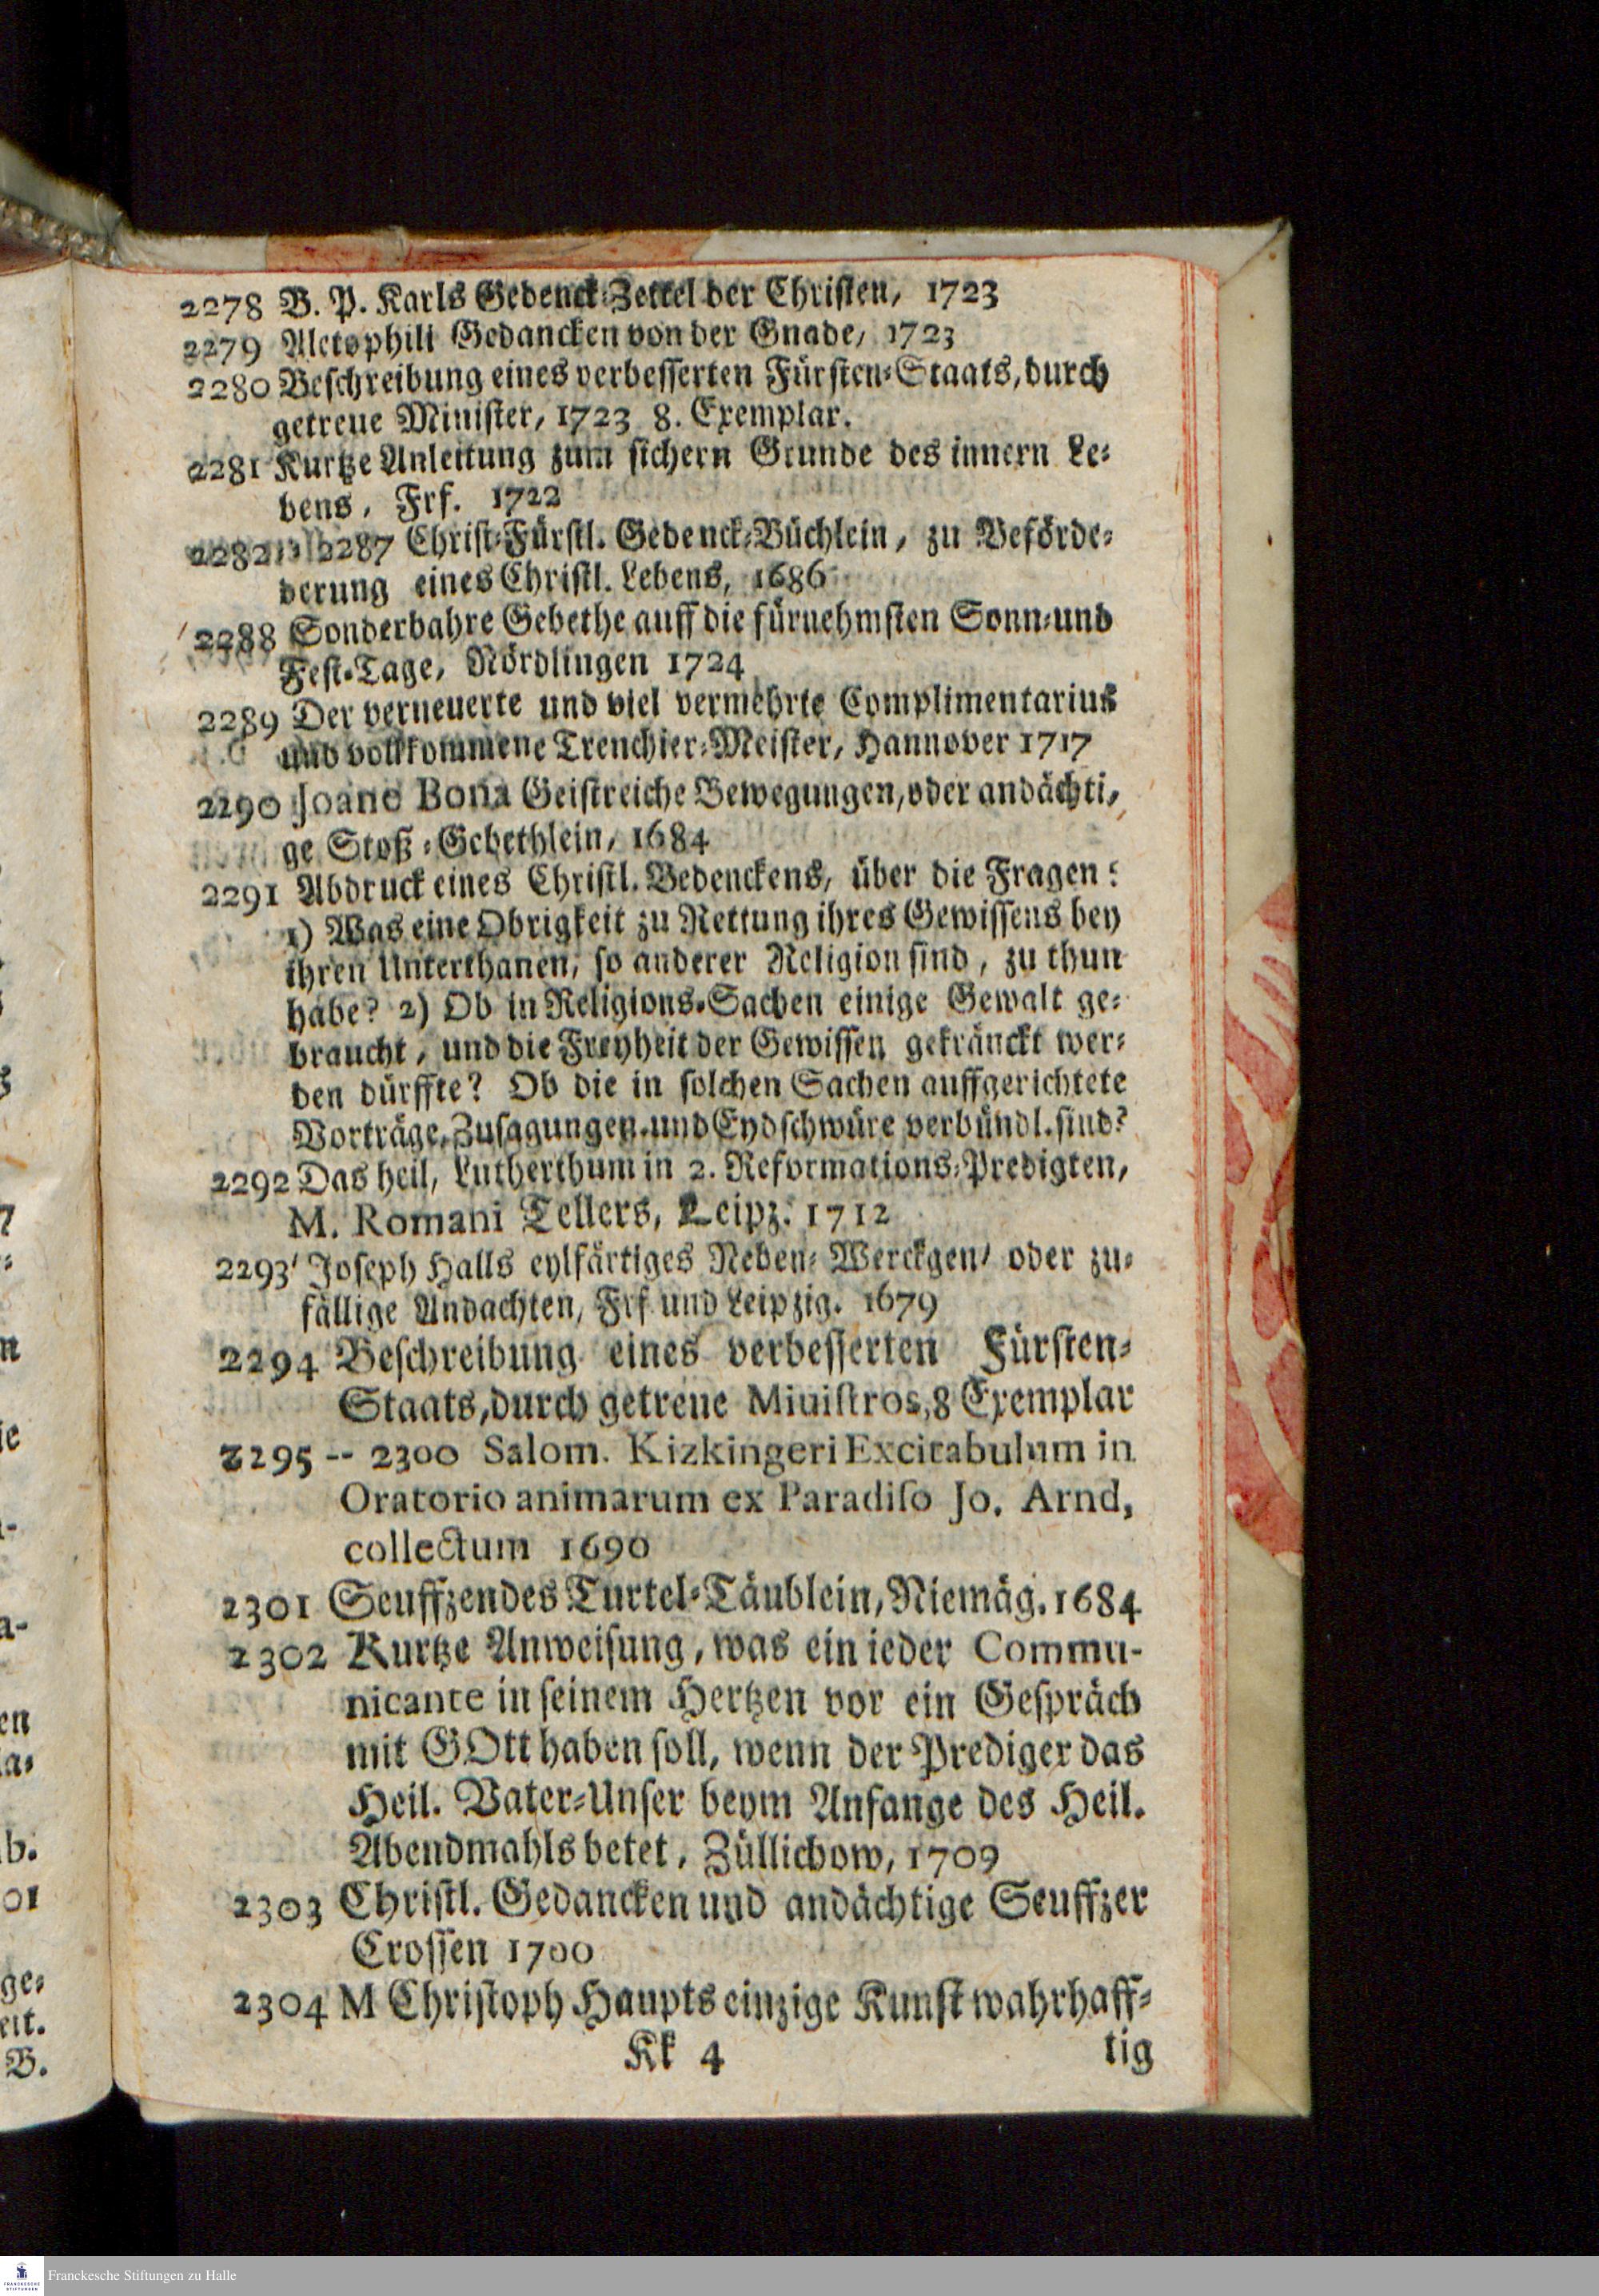 2278 B. P. Karls Gedenck-Zettel der Christen, 1723
2279 Aletophili Gedancken von der Gnade, 1723
2280 Beschreibung eines verbesserten Fürsten-Staats, durch
getreue Minister, 1723 8. Exemplar.
2281 Kurtze Anleitung zum sichern Grunde des innern Le-
bens, Frf. 1722
2282 -- 2287 Christ-Fürstl. Gedenck-Büchlein, zu Beförde-
derung eines Christl. Lebens, 1686
2288 Sonderbahre Gebethe auff die fürnehmsten Sonn- und
Fest-Tage, Nördlingen 1724
2289 Der verneuerte und viel vermehrte Complimentarius
und vollkommene Trenchier-Meister, Hannover 1717
2290 Joane Bona Geistreiche Bewegungen, oder andächti,
ge Stoß-Gebethlein, 1684
2291 Abdruck eines Christl. Bedenckens, über die Fragen:
1) Was eine Obrigkeit zu Rettung ihres Gewissens bey
ihren Unterthanen, so anderer Religion sind, zu thun
habe? 2) Ob in Religions-Sachen einige Gewalt ge-
braucht, und die Freyheit der Gewissen gekränckt wer-
den dürffte? Ob die in solchen Sachen auffgerichtete
Vorträge, Zusagungen und Eydschwüre verbündl. sind?
2292 Das heil, Lutherthum in 2. Reformations-Predigten,
M. Romani Tellers, Leipz. 1712
2293 Joseph Halls eylfärtiges Neben-Werckgen/ oder zu-
fällige Andachten, Frf und Leipzig. 1679
2294 Beschreibung eines verbesserten Fürsten-
Staats, durch getreue Miuistros, 8 Exemplar
2295 -- 2300 Salom. Kizkingeri Excitabulum in
Oratorio animarum ex Paradiso Jo. Arnd,
collectum 1690
2301 Seuffzendes Turtel-Täublein, Niemäg. 1684
2302 Kurtze Anweisung, was ein ieder Commu-
nicante in seinem Hertzen vor ein Gespräch
mit GOtt haben soll, wenn der Prediger das
Heil. Vater-Unser beym Anfange des Heil.
Abendmahls betet, Züllichow, 1709
2303 Christl. Gedancken und andächtige Seuffzer
Crossen 1700
2304 M Christoph Haupts einzige Kunst wahrhaff-
Kk 4 tig
Franckesche Stiftungen zu Halle